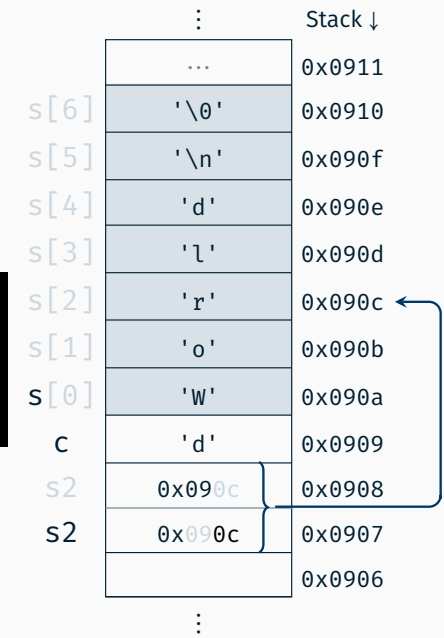 ⋮ Stack ↓
... 0x0911
s[6] '\0' 0x0910
s[5] '\n' 0x090f
s[4] 'd' 0x090e
s[3] 'l' 0x090d
s[2] 'r' 0x090c
s[1] 'o' 0x090b
s[0] 'W' 0x090a
c 'd' 0x0909
s2 0x090c 0x0908
s2 0x090c 0x0907
0x0906
⋮